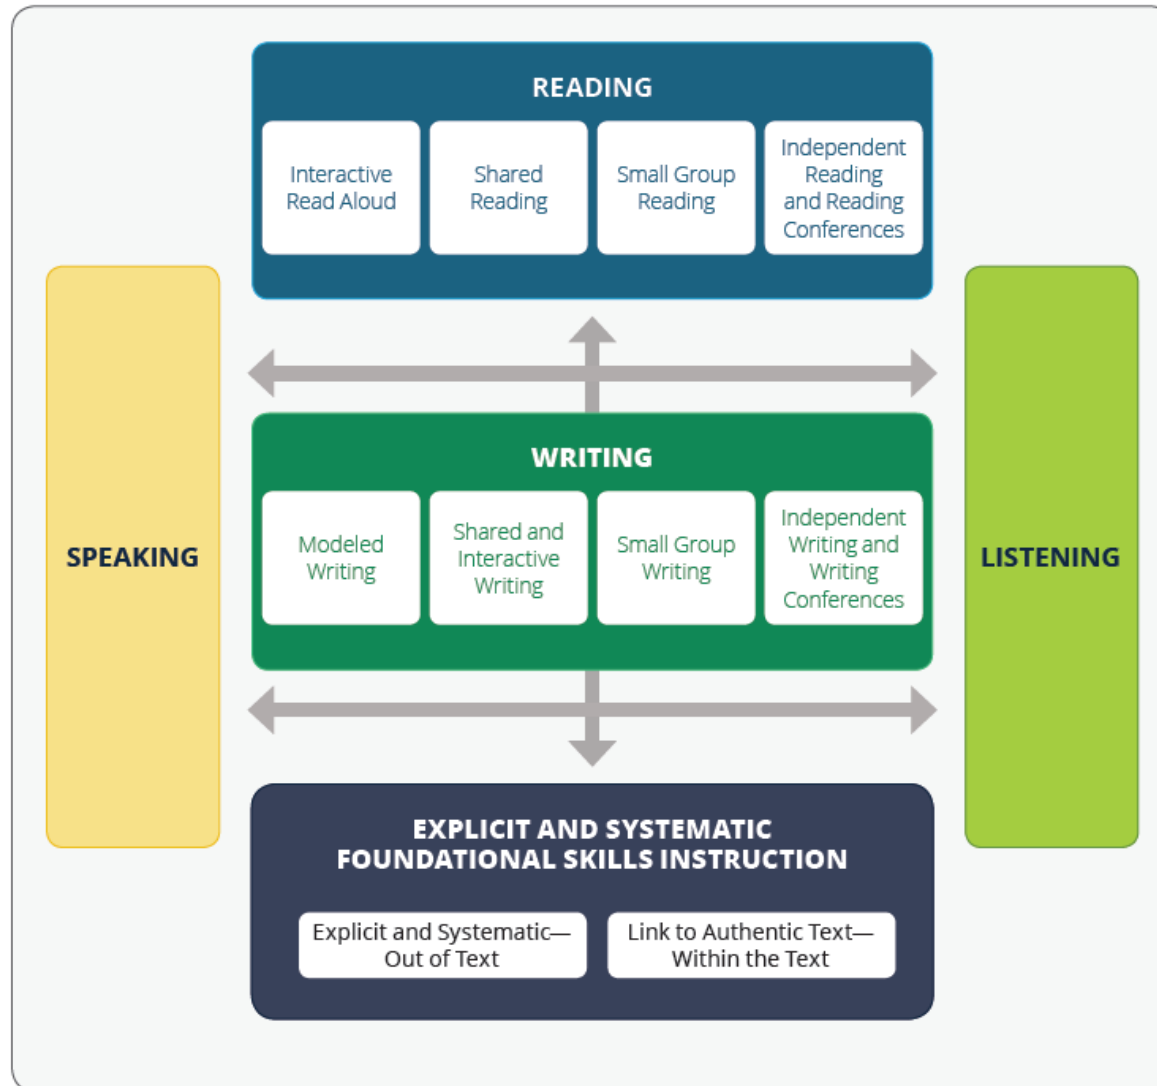 READING
Interactive
Read Aloud
Shared
Reading
Small Group
Reading
Independent
Reading
and Reading
Conferences
SPEAKING
WRITING
Modeled
Writing
Shared and
Interactive
Writing
Small Group
Writing
Independent
Writing and
Writing
Conferences
LISTENING
EXPLICIT AND SYSTEMATIC
FOUNDATIONAL SKILLS INSTRUCTION
Explicit and Systematic—
Out of Text
Link to Authentic Text—
Within the Text